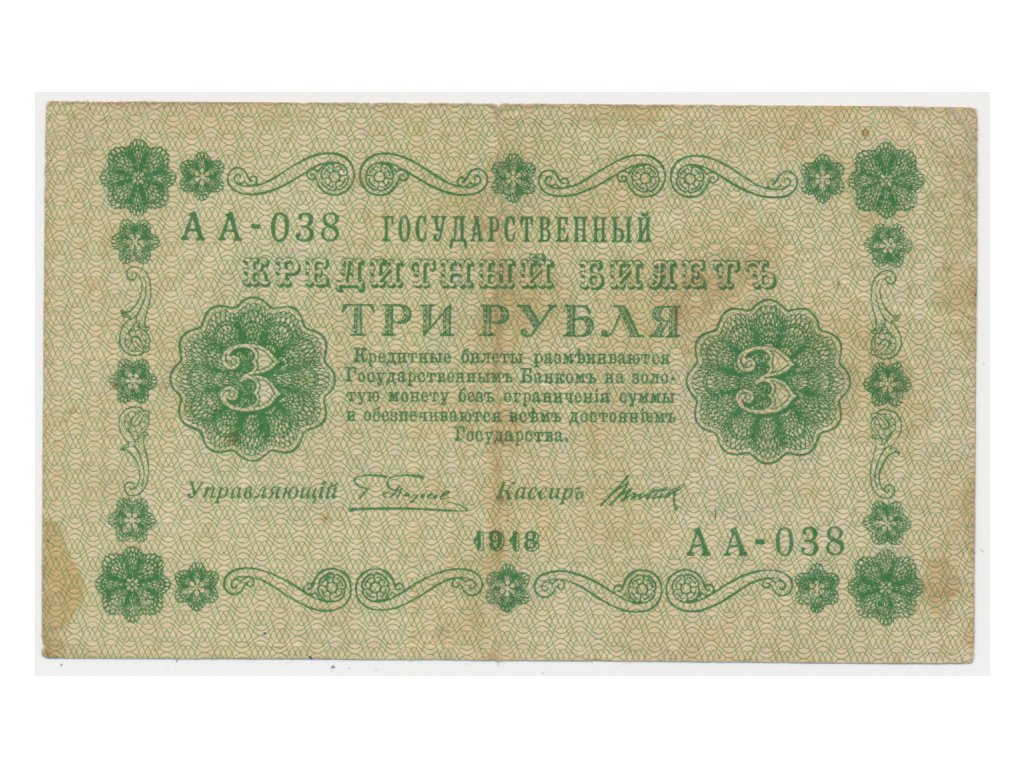 АА-038 ГОСУДАРСТВЕННЫЙ
КРЕДИТНЫЙ БИЛЕТЪ
ТРИ РУБЛЯ
3
Кредитные билеты размѣниваются
Государственнымъ Банкомъ на золо-
тую монету безъ ограниченія суммы
и обезпечиваются всѣмъ достояніемъ
Государства.
3
Управляющій
Кассиръ
1918
АА-038